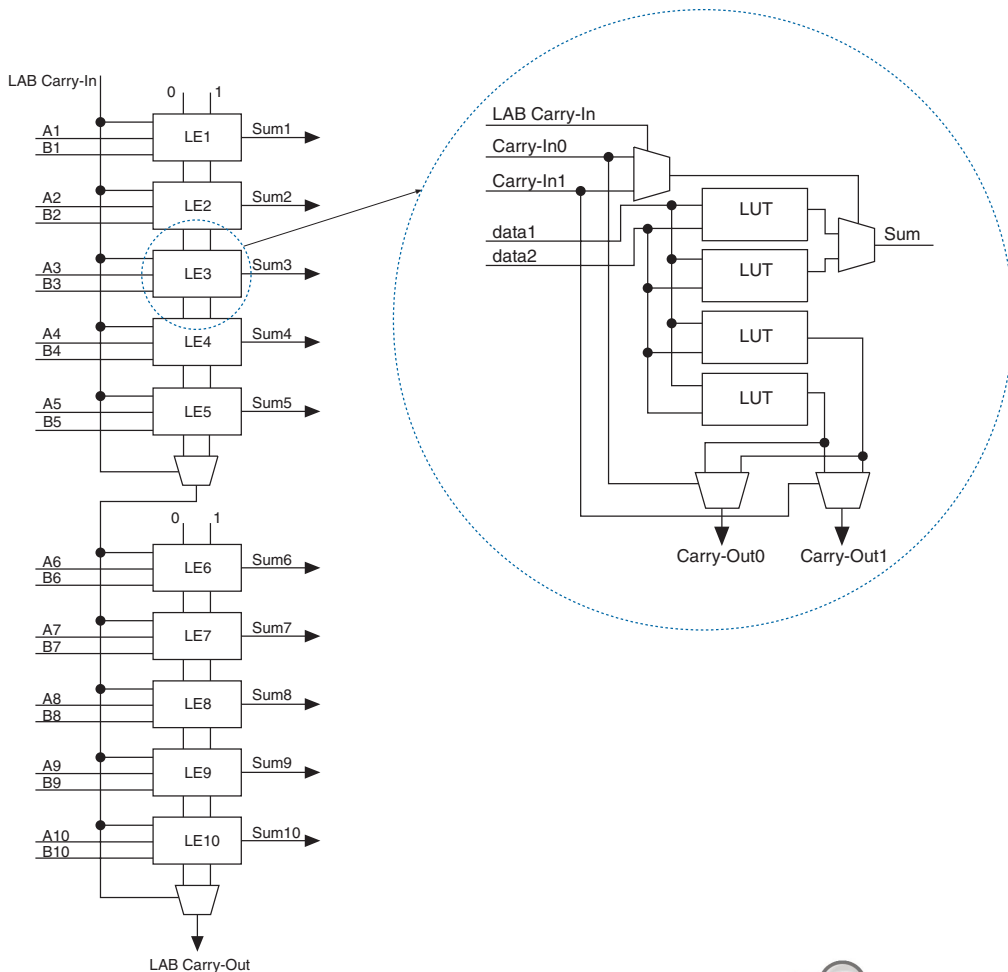 LAB Carry-In
0 1
A1
B1
LE1
Sum1
A2
B2
LE2
Sum2
A3
B3
LE3
Sum3
A4
B4
LE4
Sum4
A5
B5
LE5
Sum5
0 1
A6
B6
LE6
Sum6
A7
B7
LE7
Sum7
A8
B8
LE8
Sum8
A9
B9
LE9
Sum9
A10
B10
LE10
Sum10
LAB Carry-Out
LAB Carry-In
Carry-In0
Carry-In1
data1
data2
LUT
LUT
LUT
LUT
Sum
Carry-Out0
Carry-Out1